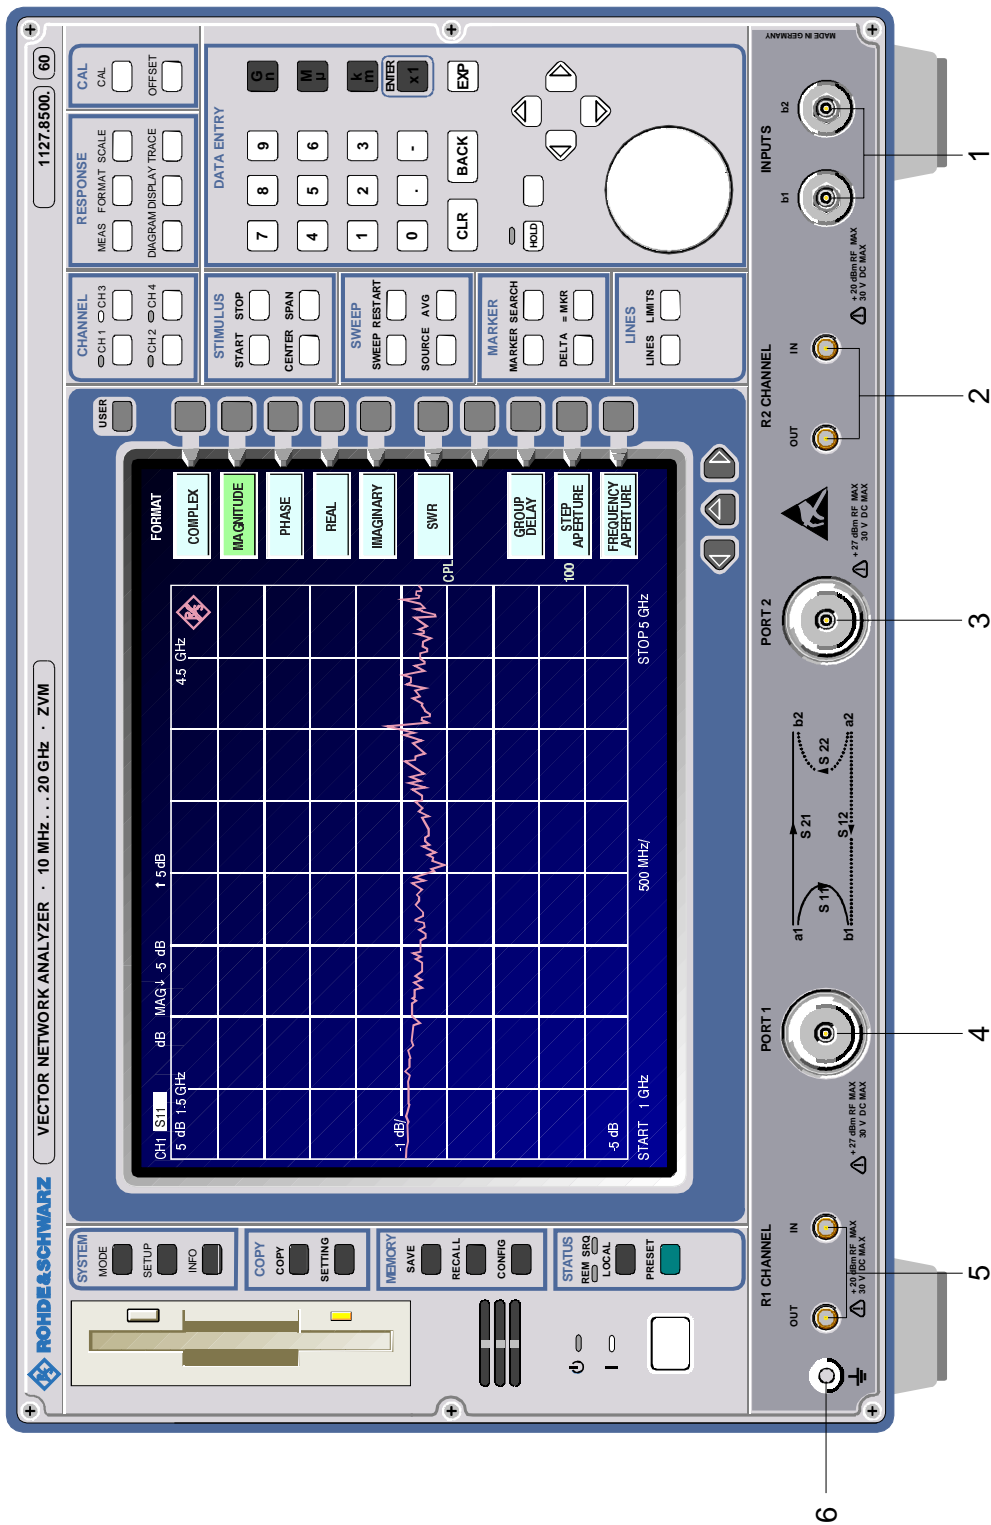 ROHDE&SCHWARZ
VECTOR NETWORK ANALYZER · 10 MHz . . . 20 GHz · ZVM
1127.8500. 60
SYSTEM
MODE
SETUP
INFO
COPY
COPY
SETTING
MEMORY
SAVE
RECALL
CONFIG
STATUS
REM SRQ
LOCAL
PRESET
CH1 S11 dB MAG ↓ -5 dB ↑ 5 dB
5 dB 1.5 GHz 4.5 GHz
-1 dB/
-5 dB
START 1 GHz 500 MHz/ STOP 5 GHz
CPL
100
FORMAT
COMPLEX
MAGNITUDE
PHASE
REAL
IMAGINARY
SWR
GROUP
DELAY
STEP
APERTURE
FREQUENCY
APERTURE
USER
CHANNEL
CH 1 CH 3
CH 2 CH 4
RESPONSE
MEAS FORMAT SCALE
DIAGRAM DISPLAY TRACE
CAL
CAL
OFFSET
STIMULUS
START STOP
CENTER SPAN
SWEEP
SWEEP RESTART
SOURCE AVG
MARKER
MARKER SEARCH
DELTA = MKR
LINES
LINES LIMITS
DATA ENTRY
7 8 9 G n
4 5 6 M µ
1 2 3 k m
0 . - ENTER x1
CLR BACK EXP
HOLD
MADE IN GERMANY
R1 CHANNEL
OUT IN
+ 20 dBm RF MAX
30 V DC MAX
PORT 1
+ 27 dBm RF MAX
30 V DC MAX
a1 b2
S 21
S 11 S 22
S 12
b1 a2
PORT 2
+ 27 dBm RF MAX
30 V DC MAX
R2 CHANNEL
OUT IN
+ 20 dBm RF MAX
30 V DC MAX
INPUTS
b1 b2
6
5
4
3
2
1